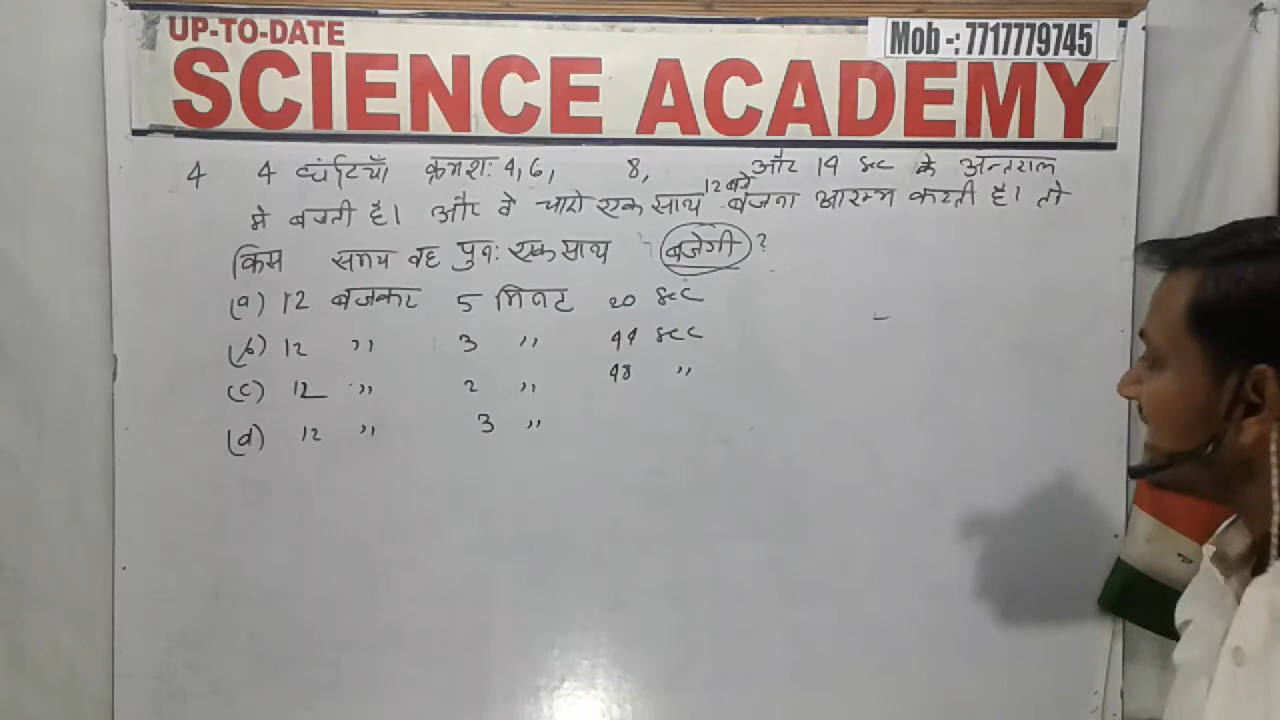 UP-TO-DATE
SCIENCE ACADEMY
Mob -: 7717779745
4 4 घंटियाँ क्रमशः 4, 6, 8, और 14 sec के अन्तराल
मे बजती है। और वे चारो एक साथ 12 बजे बजना आरम्भ करती है। तो
किस समय वह पुनः एक साथ बजेगी ?
(a) 12 बजकर 5 मिनट 20 sec
(b) 12 ,, 3 ,, 44 sec
(c) 12 ,, 2 ,, 48 ,,
(d) 12 ,, 3 ,,